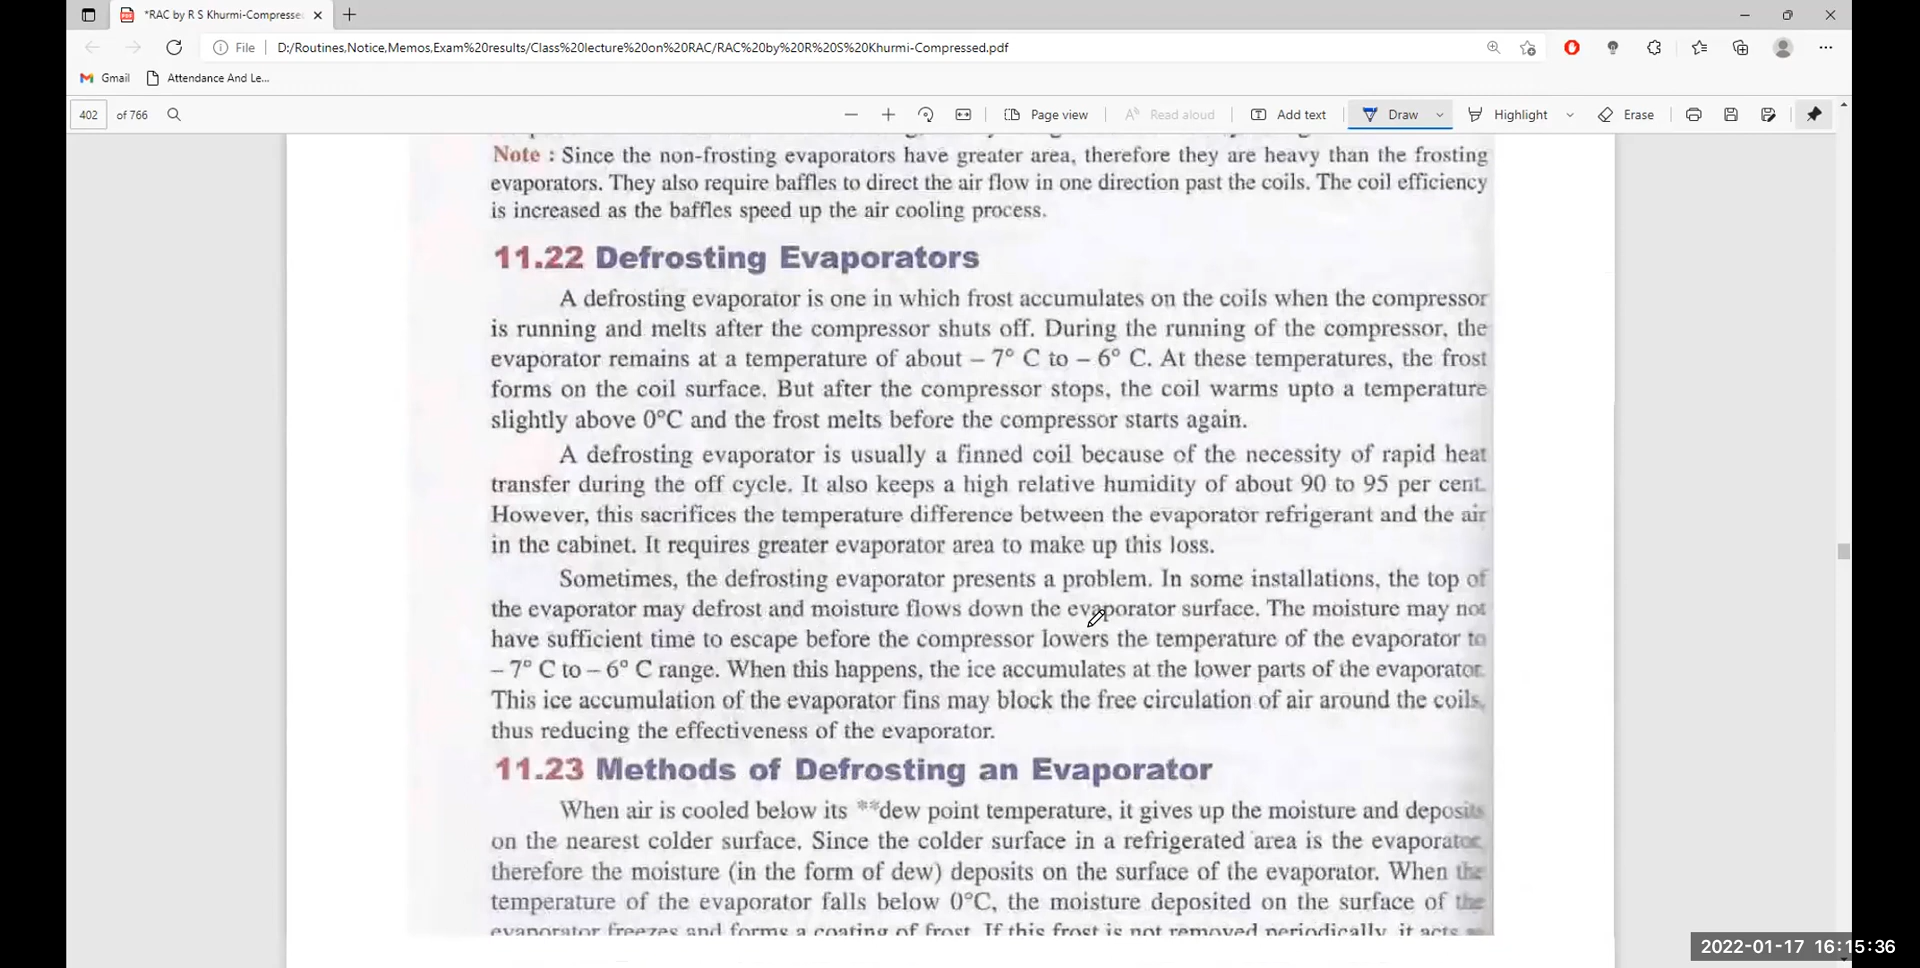 *RAC by R S Khurmi-Compresse
File D:/Routines,Notice,Memos,Exam%20results/Class%20lecture%20on%20RAC/RAC%20by%20R%20S%20Khurmi-Compressed.pdf
Gmail Attendance And Le...
402 of 766 Page view Read aloud Add text Draw Highlight Erase
Note : Since the non-frosting evaporators have greater area, therefore they are heavy than the frosting
evaporators. They also require baffles to direct the air flow in one direction past the coils. The coil efficiency
is increased as the baffles speed up the air cooling process.
11.22 Defrosting Evaporators
A defrosting evaporator is one in which frost accumulates on the coils when the compressor
is running and melts after the compressor shuts off. During the running of the compressor, the
evaporator remains at a temperature of about – 7° C to – 6° C. At these temperatures, the frost
forms on the coil surface. But after the compressor stops, the coil warms upto a temperature
slightly above 0°C and the frost melts before the compressor starts again.
A defrosting evaporator is usually a finned coil because of the necessity of rapid heat
transfer during the off cycle. It also keeps a high relative humidity of about 90 to 95 per cent.
However, this sacrifices the temperature difference between the evaporator refrigerant and the air
in the cabinet. It requires greater evaporator area to make up this loss.
Sometimes, the defrosting evaporator presents a problem. In some installations, the top of
the evaporator may defrost and moisture flows down the evaporator surface. The moisture may not
have sufficient time to escape before the compressor lowers the temperature of the evaporator to
– 7° C to – 6° C range. When this happens, the ice accumulates at the lower parts of the evaporator.
This ice accumulation of the evaporator fins may block the free circulation of air around the coils,
thus reducing the effectiveness of the evaporator.
11.23 Methods of Defrosting an Evaporator
When air is cooled below its **dew point temperature, it gives up the moisture and deposits
on the nearest colder surface. Since the colder surface in a refrigerated area is the evaporator,
therefore the moisture (in the form of dew) deposits on the surface of the evaporator. When the
temperature of the evaporator falls below 0°C, the moisture deposited on the surface of the
evaporator freezes and forms a coating of frost. If this frost is not removed periodically, it acts as
2022-01-17 16:15:36